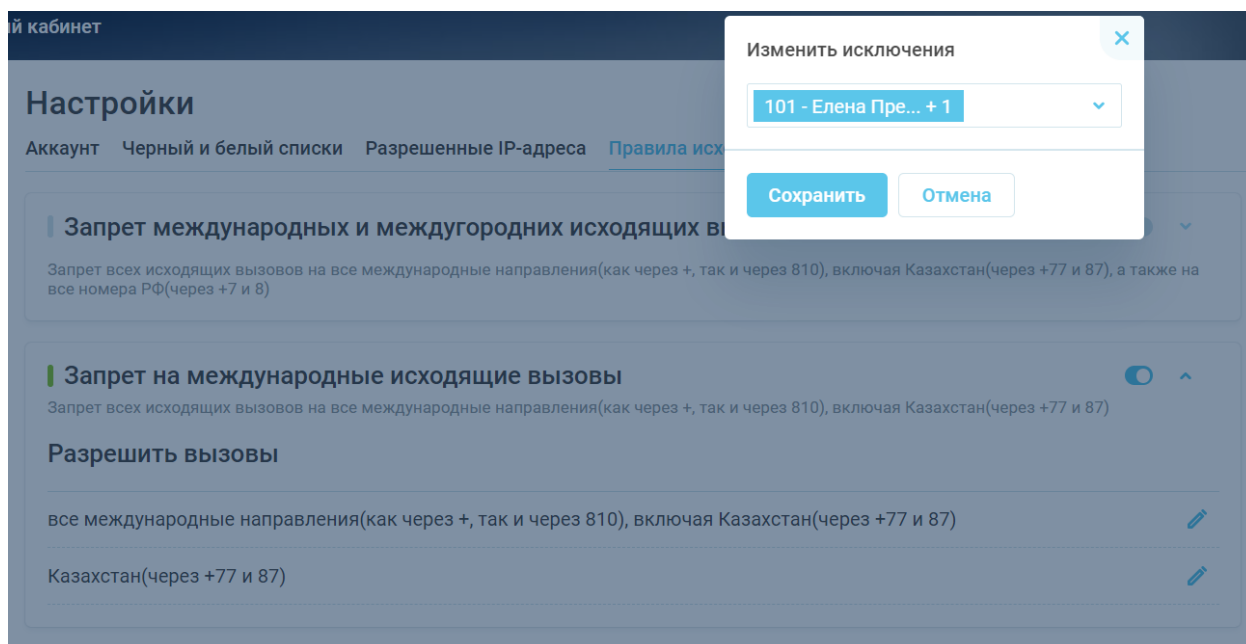 й кабинет
Изменить исключения
101 - Елена Пре... + 1
Сохранить Отмена
Настройки
Аккаунт Черный и белый списки Разрешенные IP-адреса Правила исх
Запрет международных и междугородних исходящих в
Запрет всех исходящих вызовов на все международные направления(как через +, так и через 810), включая Казахстан(через +77 и 87), а также на
все номера РФ(через +7 и 8)
Запрет на международные исходящие вызовы
Запрет всех исходящих вызовов на все международные направления(как через +, так и через 810), включая Казахстан(через +77 и 87)
Разрешить вызовы
все международные направления(как через +, так и через 810), включая Казахстан(через +77 и 87)
Казахстан(через +77 и 87)